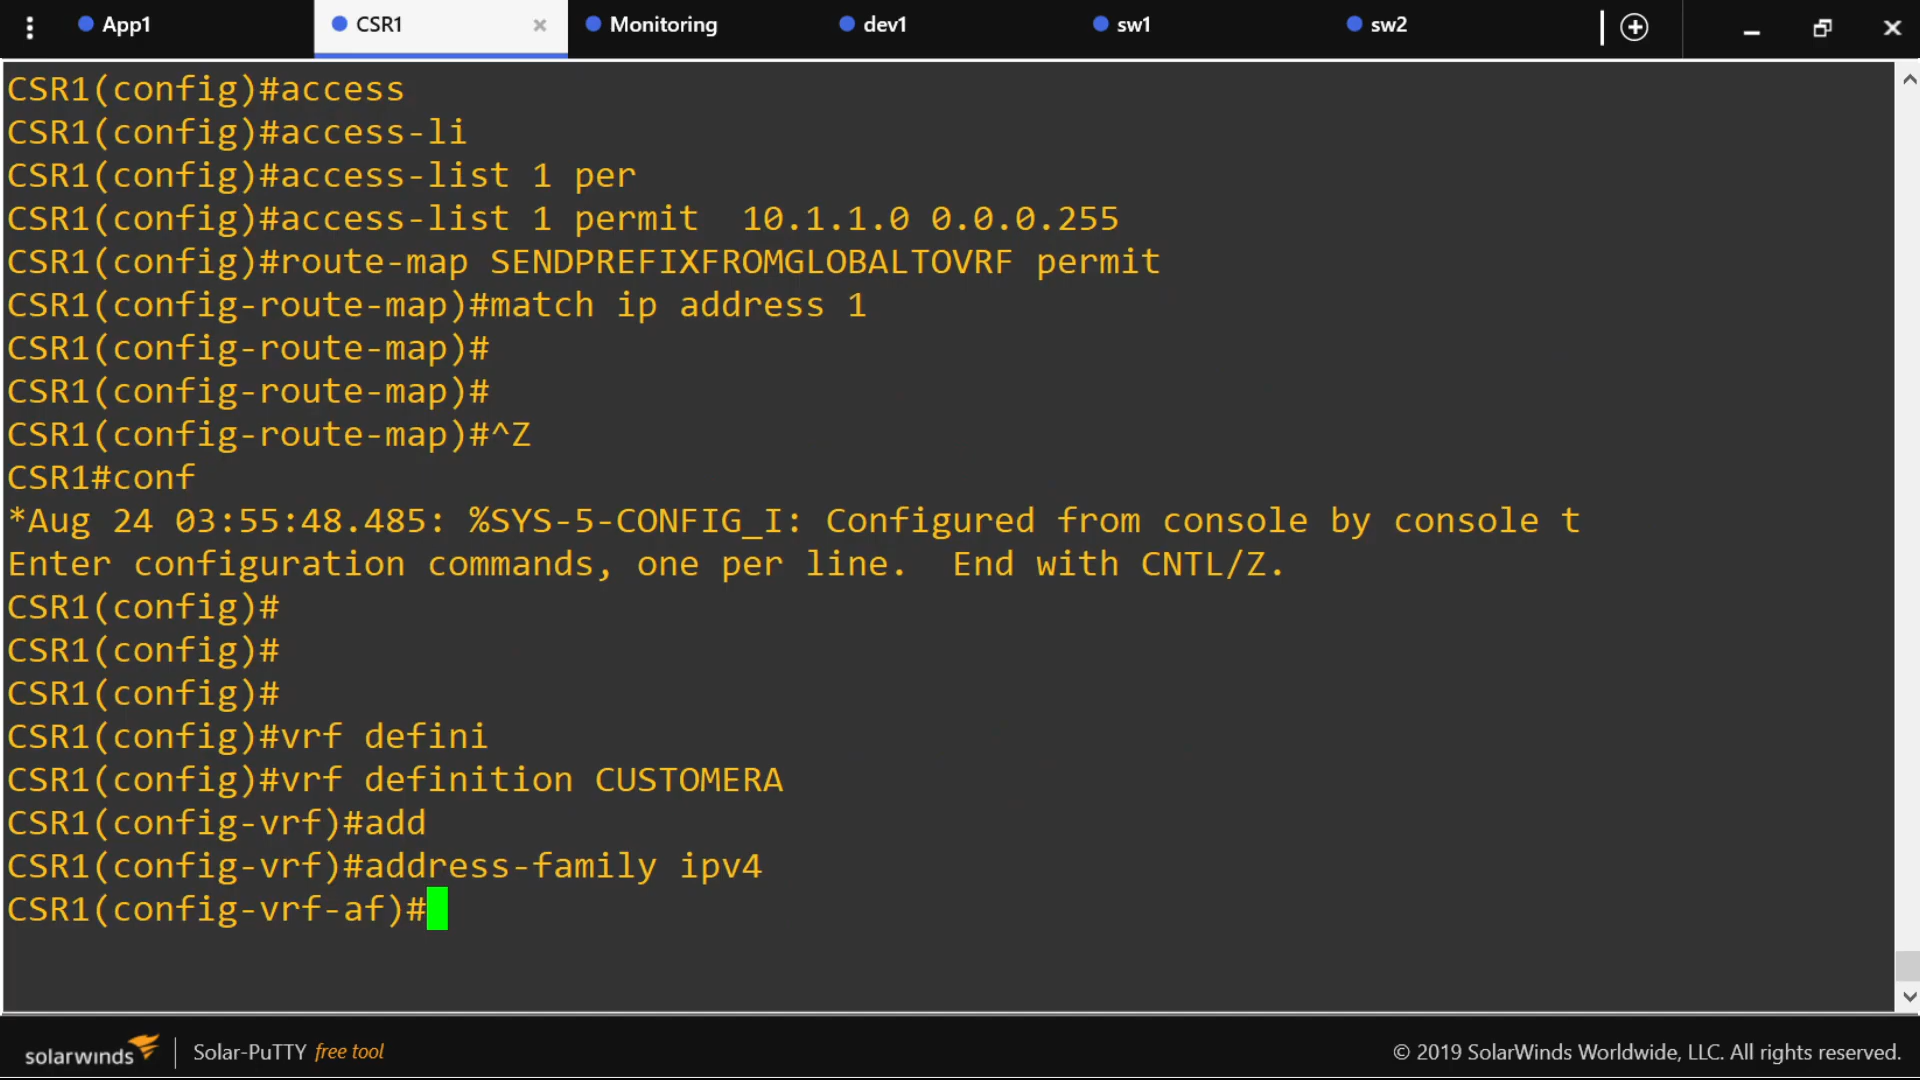 App1
CSR1
Monitoring
dev1
sw1
sw2
CSR1(config)#access
CSR1(config)#access-li
CSR1(config)#access-list 1 per
CSR1(config)#access-list 1 permit  10.1.1.0 0.0.0.255
CSR1(config)#route-map SENDPREFIXFROMGLOBALTOVRF permit
CSR1(config-route-map)#match ip address 1
CSR1(config-route-map)#
CSR1(config-route-map)#
CSR1(config-route-map)#^Z
CSR1#conf
*Aug 24 03:55:48.485: %SYS-5-CONFIG_I: Configured from console by console t
Enter configuration commands, one per line.  End with CNTL/Z.
CSR1(config)#
CSR1(config)#
CSR1(config)#
CSR1(config)#vrf defini
CSR1(config)#vrf definition CUSTOMERA
CSR1(config-vrf)#add
CSR1(config-vrf)#address-family ipv4
CSR1(config-vrf-af)#
solarwinds
Solar-PuTTY free tool
© 2019 SolarWinds Worldwide, LLC. All rights reserved.